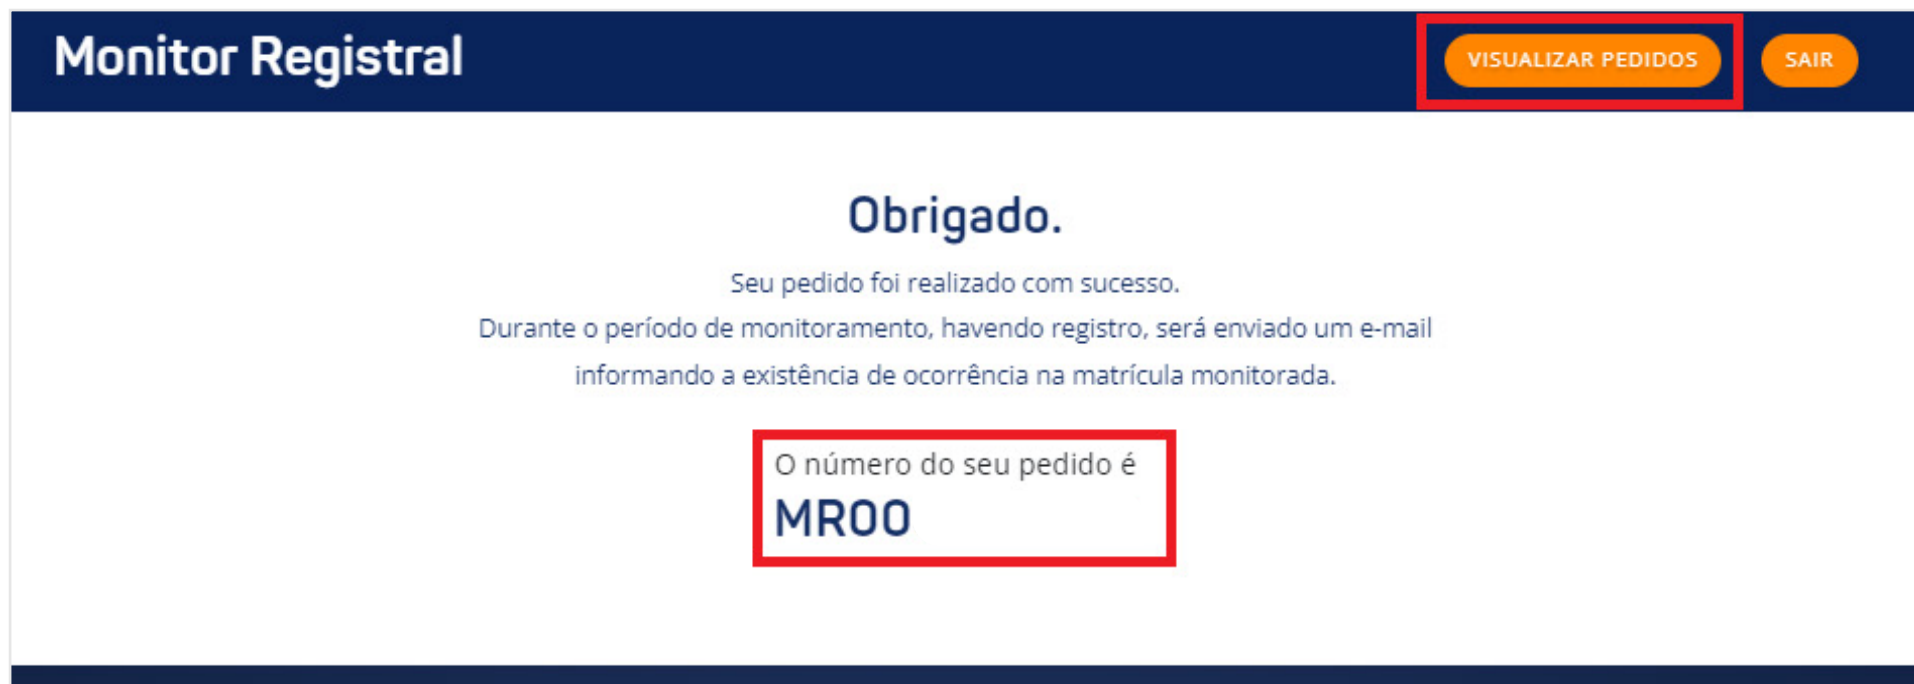 Monitor Registral
VISUALIZAR PEDIDOS
SAIR
Obrigado.
Seu pedido foi realizado com sucesso.
Durante o período de monitoramento, havendo registro, será enviado um e-mail
informando a existência de ocorrência na matrícula monitorada.
O número do seu pedido é
MR00